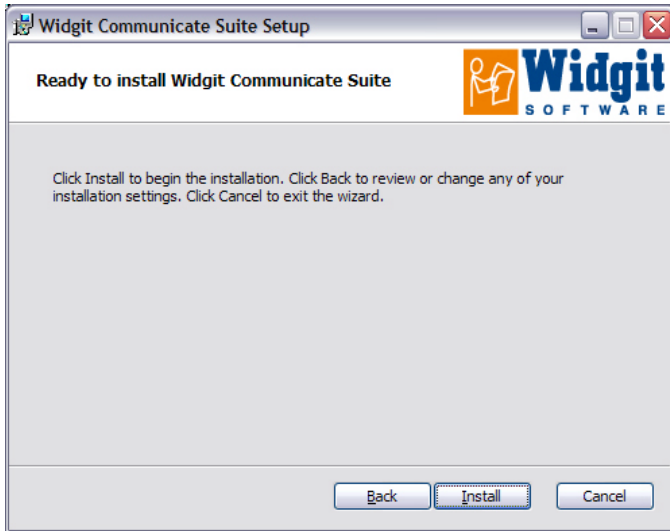 Widgit Communicate Suite Setup
Ready to install Widgit Communicate Suite
Widgit
SOFTWARE
Click Install to begin the installation. Click Back to review or change any of your
installation settings. Click Cancel to exit the wizard.
Back Install Cancel